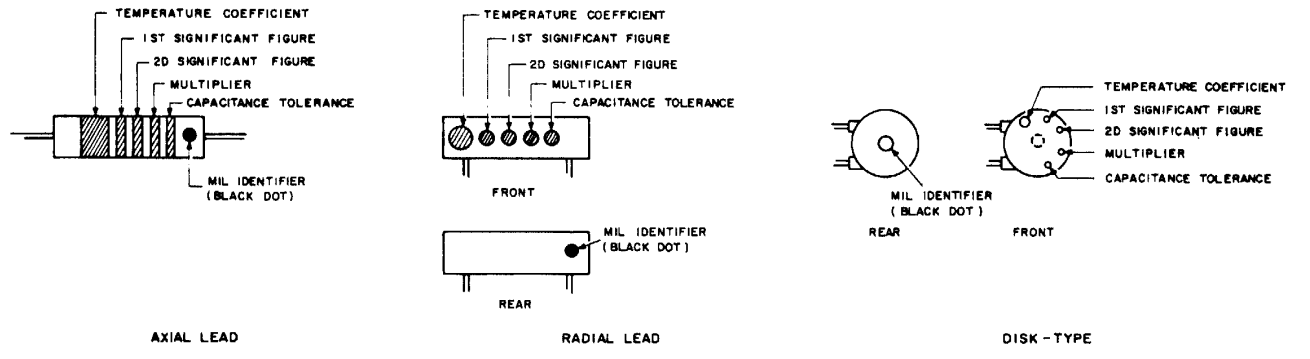 TEMPERATURE COEFFICIENT
1ST SIGNIFICANT FIGURE
2D SIGNIFICANT FIGURE
MULTIPLIER
CAPACITANCE TOLERANCE
MIL IDENTIFIER
(BLACK DOT)
AXIAL LEAD
TEMPERATURE COEFFICIENT
1ST SIGNIFICANT FIGURE
2D SIGNIFICANT FIGURE
MULTIPLIER
CAPACITANCE TOLERANCE
FRONT
MIL IDENTIFIER
(BLACK DOT)
REAR
RADIAL LEAD
MIL IDENTIFIER
(BLACK DOT)
REAR
TEMPERATURE COEFFICIENT
1ST SIGNIFICANT FIGURE
2D SIGNIFICANT FIGURE
MULTIPLIER
CAPACITANCE TOLERANCE
FRONT
DISK-TYPE